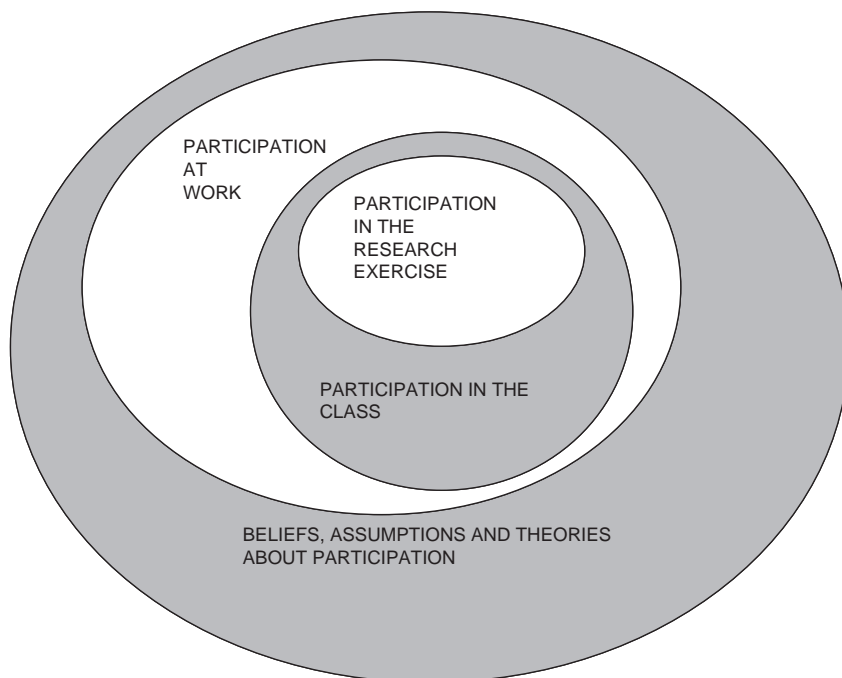 PARTICIPATION
AT
WORK
PARTICIPATION
IN THE
RESEARCH
EXERCISE
PARTICIPATION IN THE
CLASS
BELIEFS, ASSUMPTIONS AND THEORIES
ABOUT PARTICIPATION